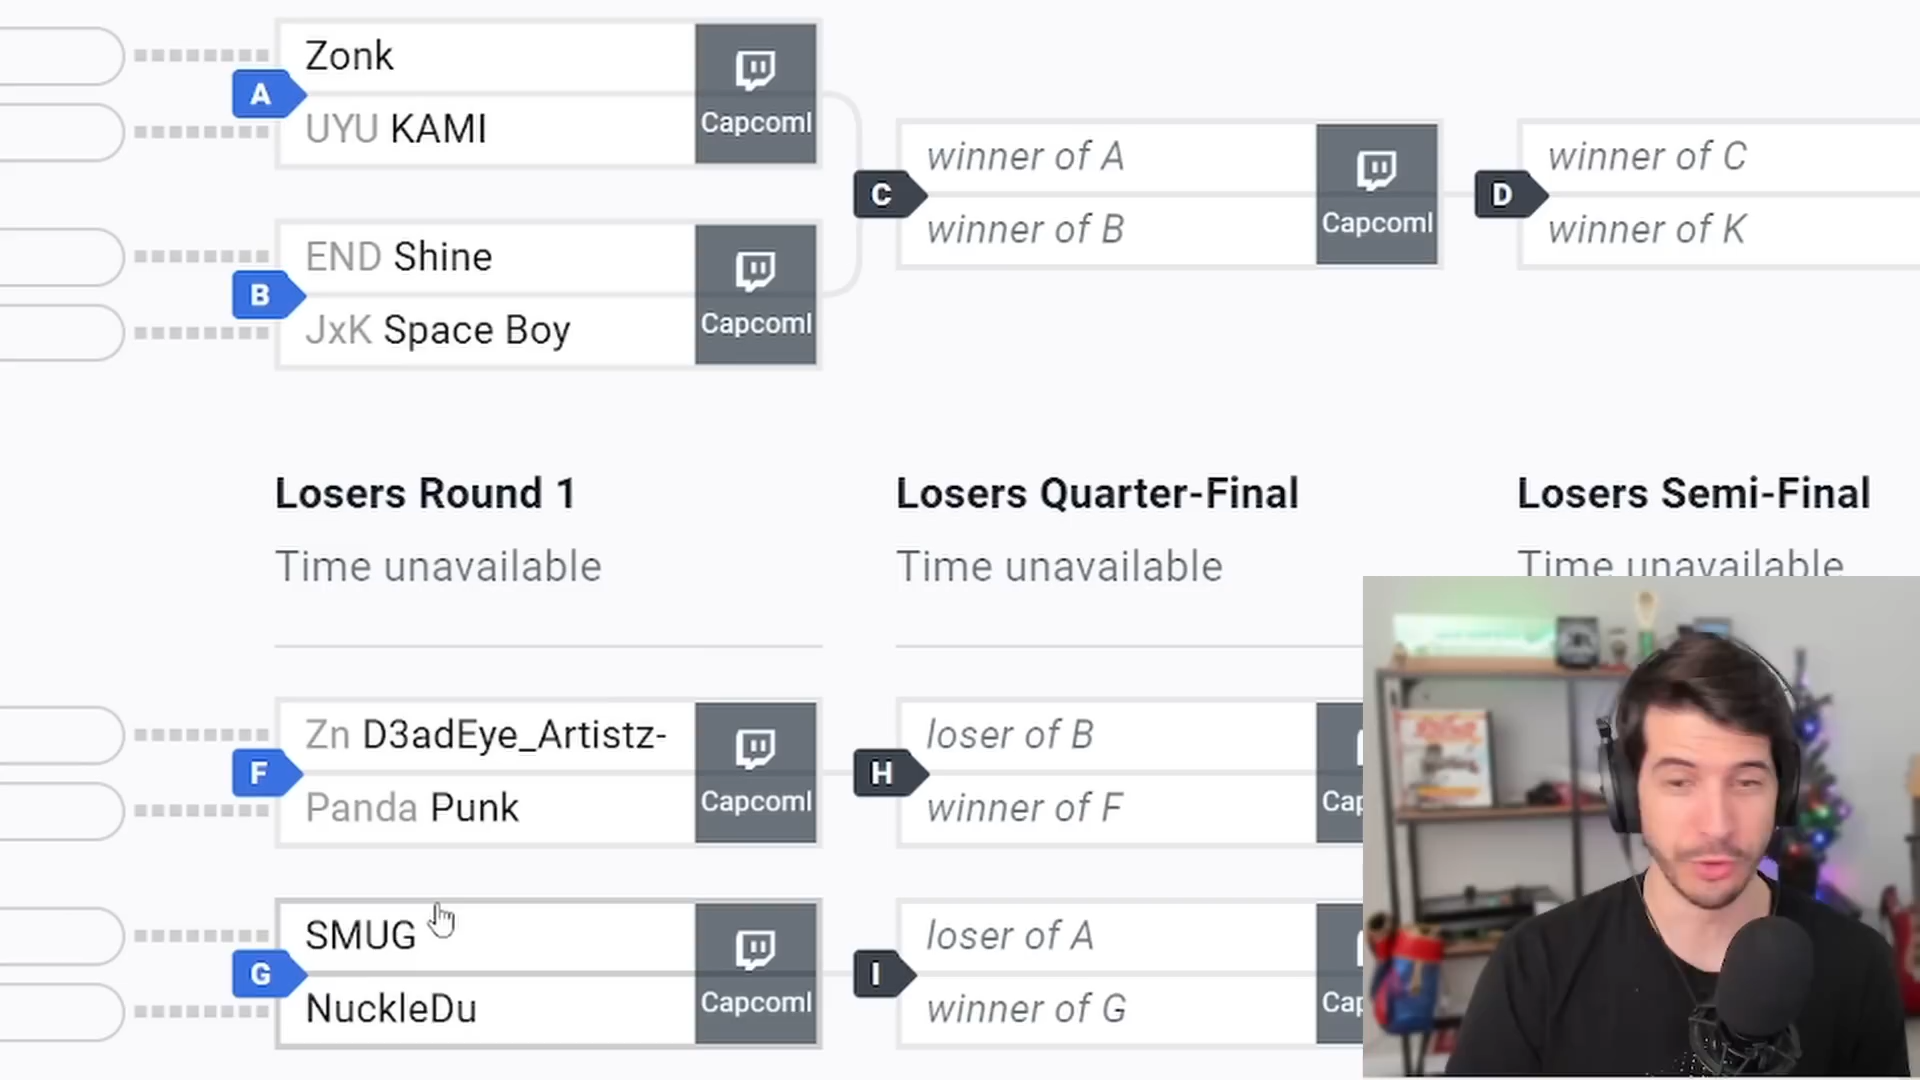 Zonk
A
UYU KAMI
Capcoml
END Shine
B
JxK Space Boy
Capcoml
winner of A
C
winner of B
Capcoml
winner of C
D
winner of K
Losers Round 1
Time unavailable
Losers Quarter-Final
Time unavailable
Losers Semi-Final
Time unavailable
Zn D3adEye_Artistz-
F
Panda Punk
Capcoml
loser of B
H
winner of F
Cap
SMUG
G
NuckleDu
Capcoml
loser of A
I
winner of G
Cap